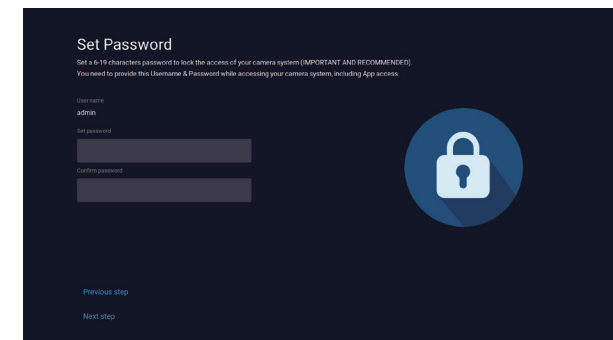 Set Password
Set a 6-19 characters password to lock the access of your camera system (IMPORTANT AND RECOMMENDED).
You need to provide this Username & Password while accessing your camera system, including App access.
User name
admin
Set password
Confirm password
Previous step
Next step